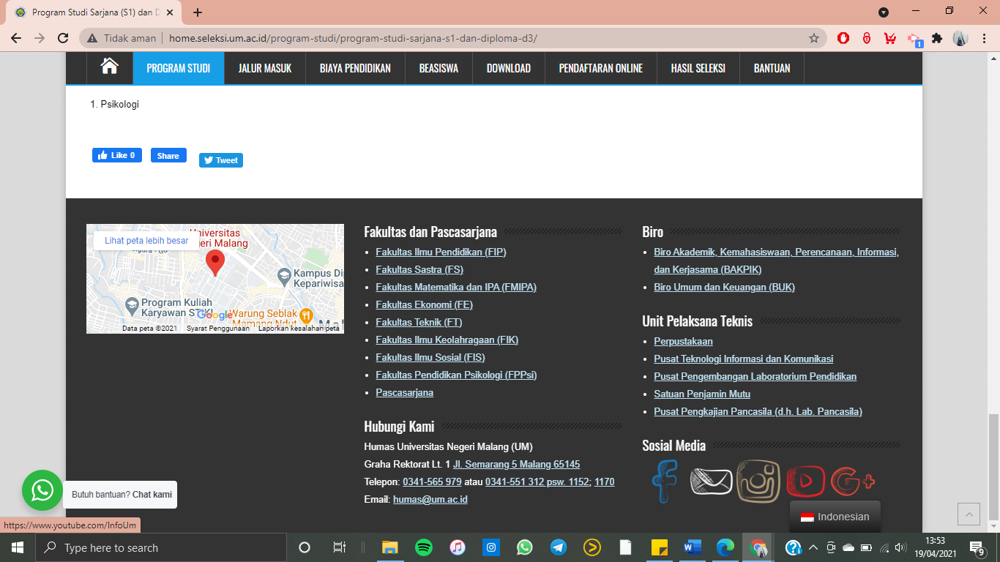 Program Studi Sarjana (S1) dan D
Tidak aman
home.seleksi.um.ac.id/program-studi/program-studi-sarjana-s1-dan-diploma-d3/
1
PROGRAM STUDI
JALUR MASUK
BIAYA PENDIDIKAN
BEASISWA
DOWNLOAD
PENDAFTARAN ONLINE
HASIL SELEKSI
BANTUAN
1. Psikologi
Like 0
Share
Tweet
Lihat peta lebih besar
Universitas
geri Malang
Kampus Di
Kepariwisa
Program Kuliah
Karyawan STIKI
Google
Warung Seblak
Mamang Ndut
Data peta ©2021
Syarat Penggunaan
Laporkan kesalahan peta
Fakultas dan Pascasarjana
Fakultas Ilmu Pendidikan (FIP)
Fakultas Sastra (FS)
Fakultas Matematika dan IPA (FMIPA)
Fakultas Ekonomi (FE)
Fakultas Teknik (FT)
Fakultas Ilmu Keolahragaan (FIK)
Fakultas Ilmu Sosial (FIS)
Fakultas Pendidikan Psikologi (FPPsi)
Pascasarjana
Hubungi Kami
Humas Universitas Negeri Malang (UM)
Graha Rektorat Lt. 1 Jl. Semarang 5 Malang 65145
Telepon: 0341-565 979 atau 0341-551 312 psw. 1152; 1170
Email: humas@um.ac.id
Biro
Biro Akademik, Kemahasiswaan, Perencanaan, Informasi,
dan Kerjasama (BAKPIK)
Biro Umum dan Keuangan (BUK)
Unit Pelaksana Teknis
Perpustakaan
Pusat Teknologi Informasi dan Komunikasi
Pusat Pengembangan Laboratorium Pendidikan
Satuan Penjamin Mutu
Pusat Pengkajian Pancasila (d.h. Lab. Pancasila)
Sosial Media
Indonesian
Butuh bantuan? Chat kami
https://www.youtube.com/InfoUm
Type here to search
13:53
19/04/2021
9